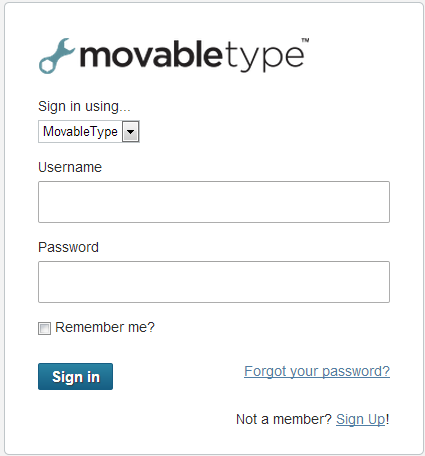 movabletype™
Sign in using...
MovableType
Username
Password
Remember me?
Sign in
Forgot your password?
Not a member? Sign Up!